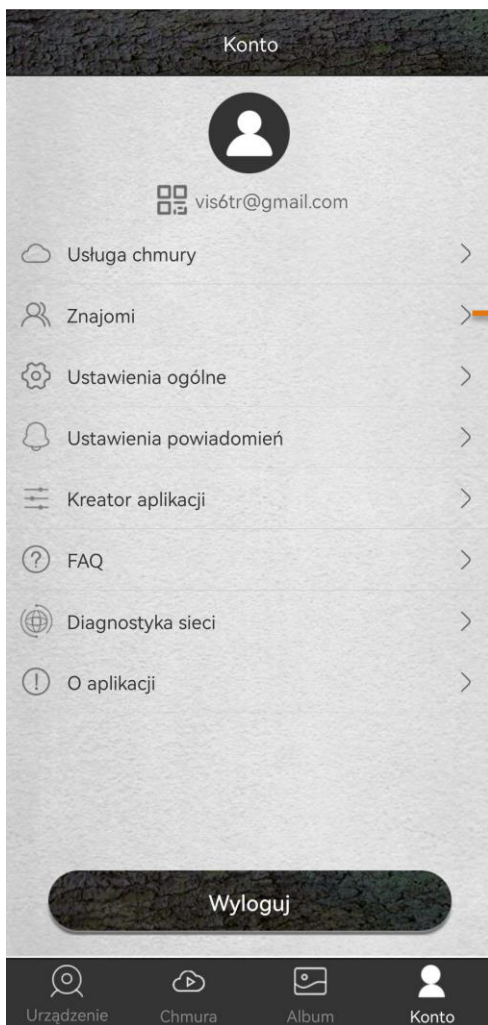 Konto
vis6tr@gmail.com
Usługa chmury
Znajomi
Ustawienia ogólne
Ustawienia powiadomień
Kreator aplikacji
FAQ
Diagnostyka sieci
O aplikacji
Wyloguj
Urządzenie Chmura Album Konto